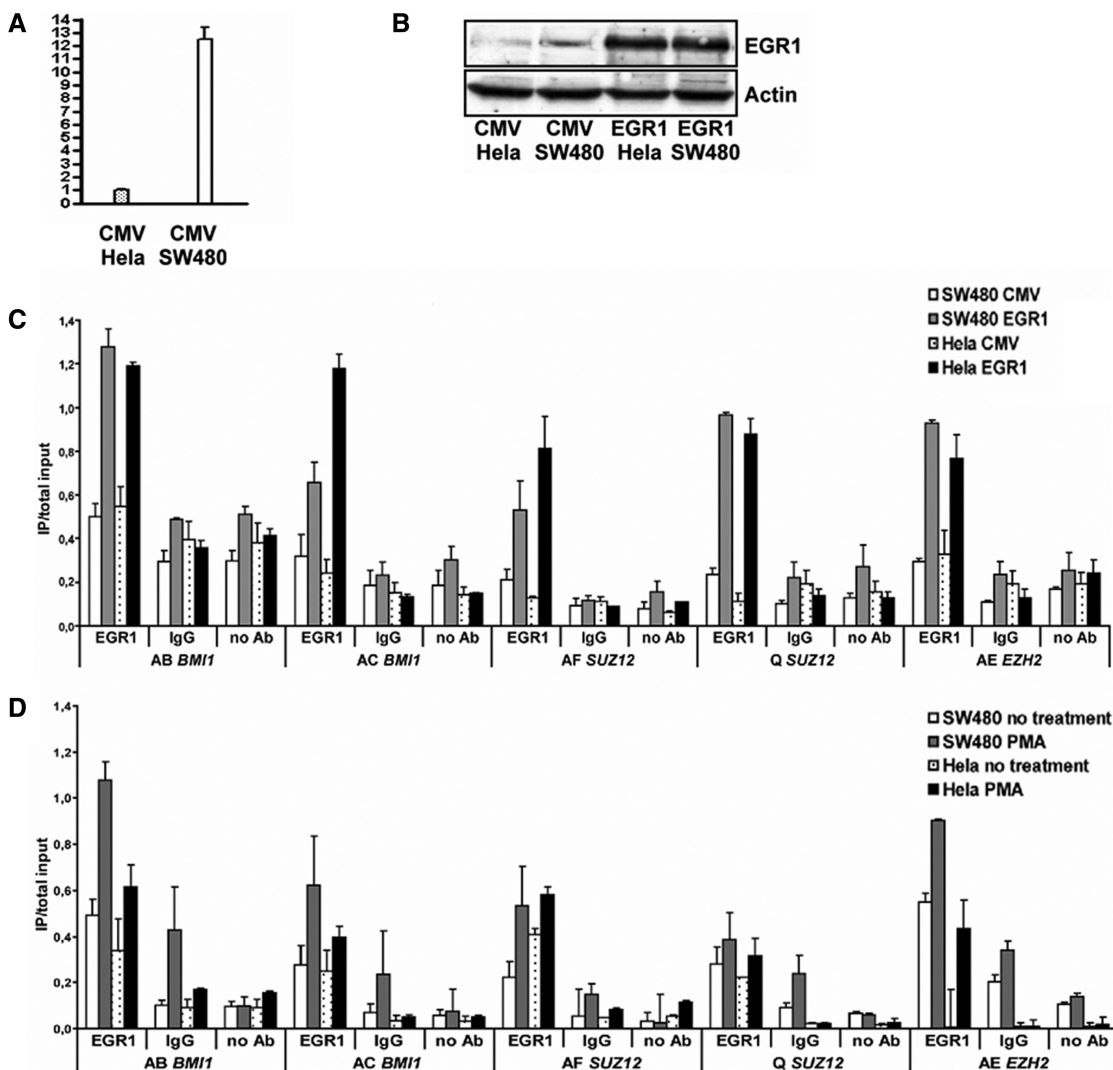 A
14
13
12
11
10
9
8
7
6
5
4
3
2
1
0
CMV Hela
CMV SW480
B
EGR1
Actin
CMV Hela
CMV SW480
EGR1 Hela
EGR1 SW480
C
SW480 CMV
SW480 EGR1
Hela CMV
Hela EGR1
IP/total input
1,4
1,2
1,0
0,8
0,6
0,4
0,2
0,0
EGR1 IgG no Ab EGR1 IgG no Ab EGR1 IgG no Ab EGR1 IgG no Ab EGR1 IgG no Ab
AB BMI1 AC BMI1 AF SUZ12 Q SUZ12 AE EZH2
D
SW480 no treatment
SW480 PMA
Hela no treatment
Hela PMA
IP/total input
1,4
1,2
1,0
0,8
0,6
0,4
0,2
0,0
EGR1 IgG no Ab EGR1 IgG no Ab EGR1 IgG no Ab EGR1 IgG no Ab EGR1 IgG no Ab
AB BMI1 AC BMI1 AF SUZ12 Q SUZ12 AE EZH2